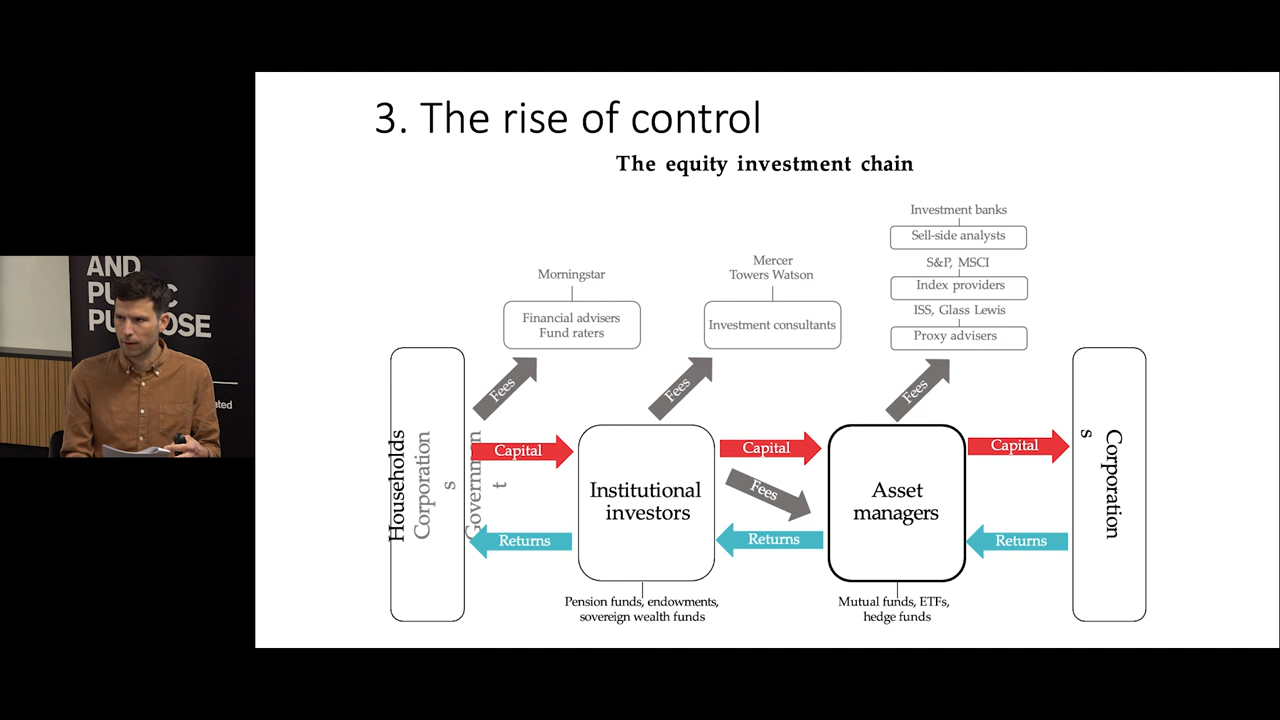 3. The rise of control
The equity investment chain
Investment banks
Sell-side analysts
S&P, MSCI
Index providers
ISS, Glass Lewis
Proxy advisers
Mercer
Towers Watson
Investment consultants
Morningstar
Financial advisers
Fund raters
Fees
Fees
Fees
Households
Corporation
s
Governmen
t
Capital
Returns
Institutional
investors
Pension funds, endowments,
sovereign wealth funds
Capital
Fees
Returns
Asset
managers
Mutual funds, ETFs,
hedge funds
Capital
Returns
Corporation
s
AND